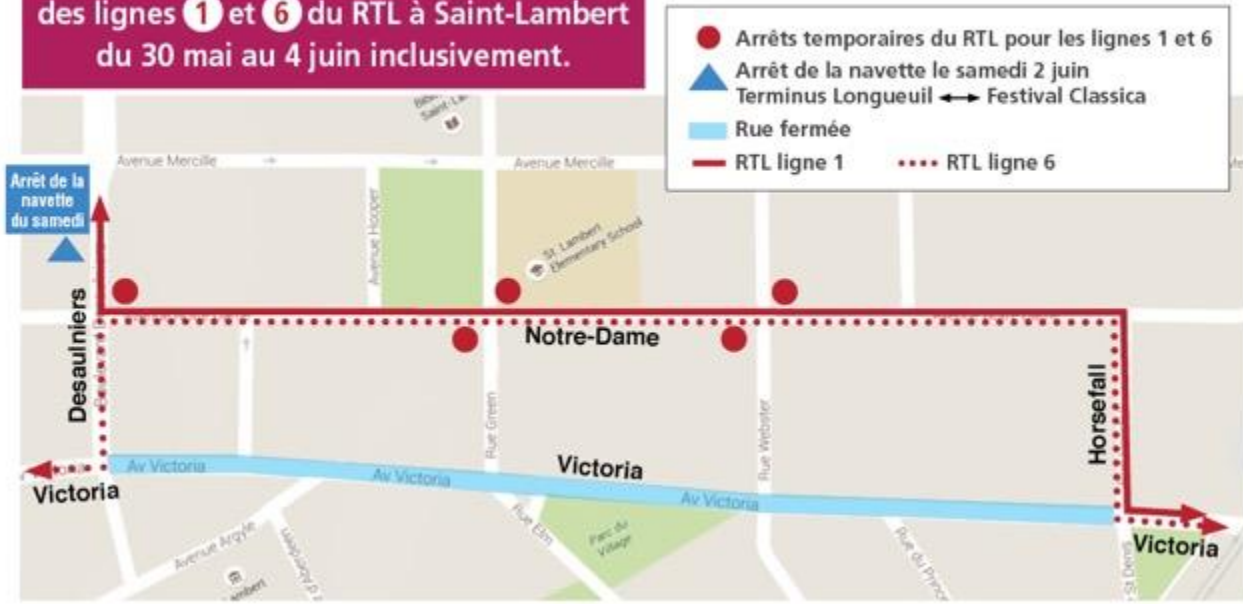 des lignes 1 et 6 du RTL à Saint-Lambert
du 30 mai au 4 juin inclusivement.
Arrêts temporaires du RTL pour les lignes 1 et 6
Arrêt de la navette le samedi 2 juin
Terminus Longueuil ↔ Festival Classica
Rue fermée
RTL ligne 1
RTL ligne 6
Avenue Mercille
Avenue Mercille
Arrêt de la
navette
du samedi
Avenue Hooper
St. Lambert
Elementary School
Desaulniers
Notre-Dame
Horsefall
Rue Green
Rue Webster
Victoria
Av Victoria
Av Victoria
Victoria
Av Victoria
Avenue Argyle
Rue Elm
Parc du
Village
St Denis
Victoria